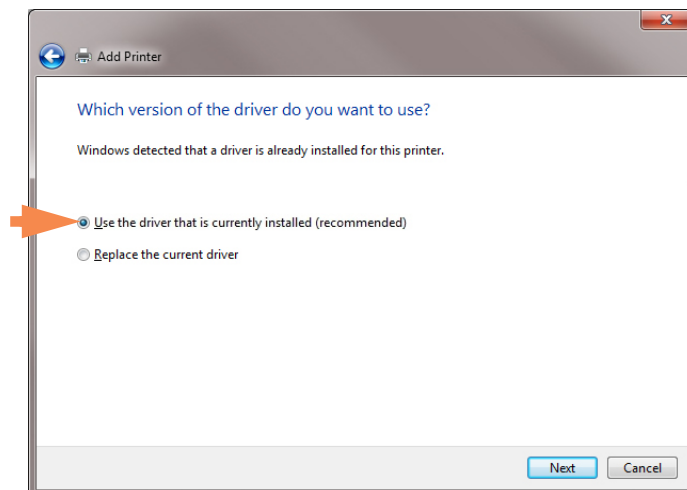 Add Printer
Which version of the driver do you want to use?
Windows detected that a driver is already installed for this printer.
Use the driver that is currently installed (recommended)
Replace the current driver
Next Cancel